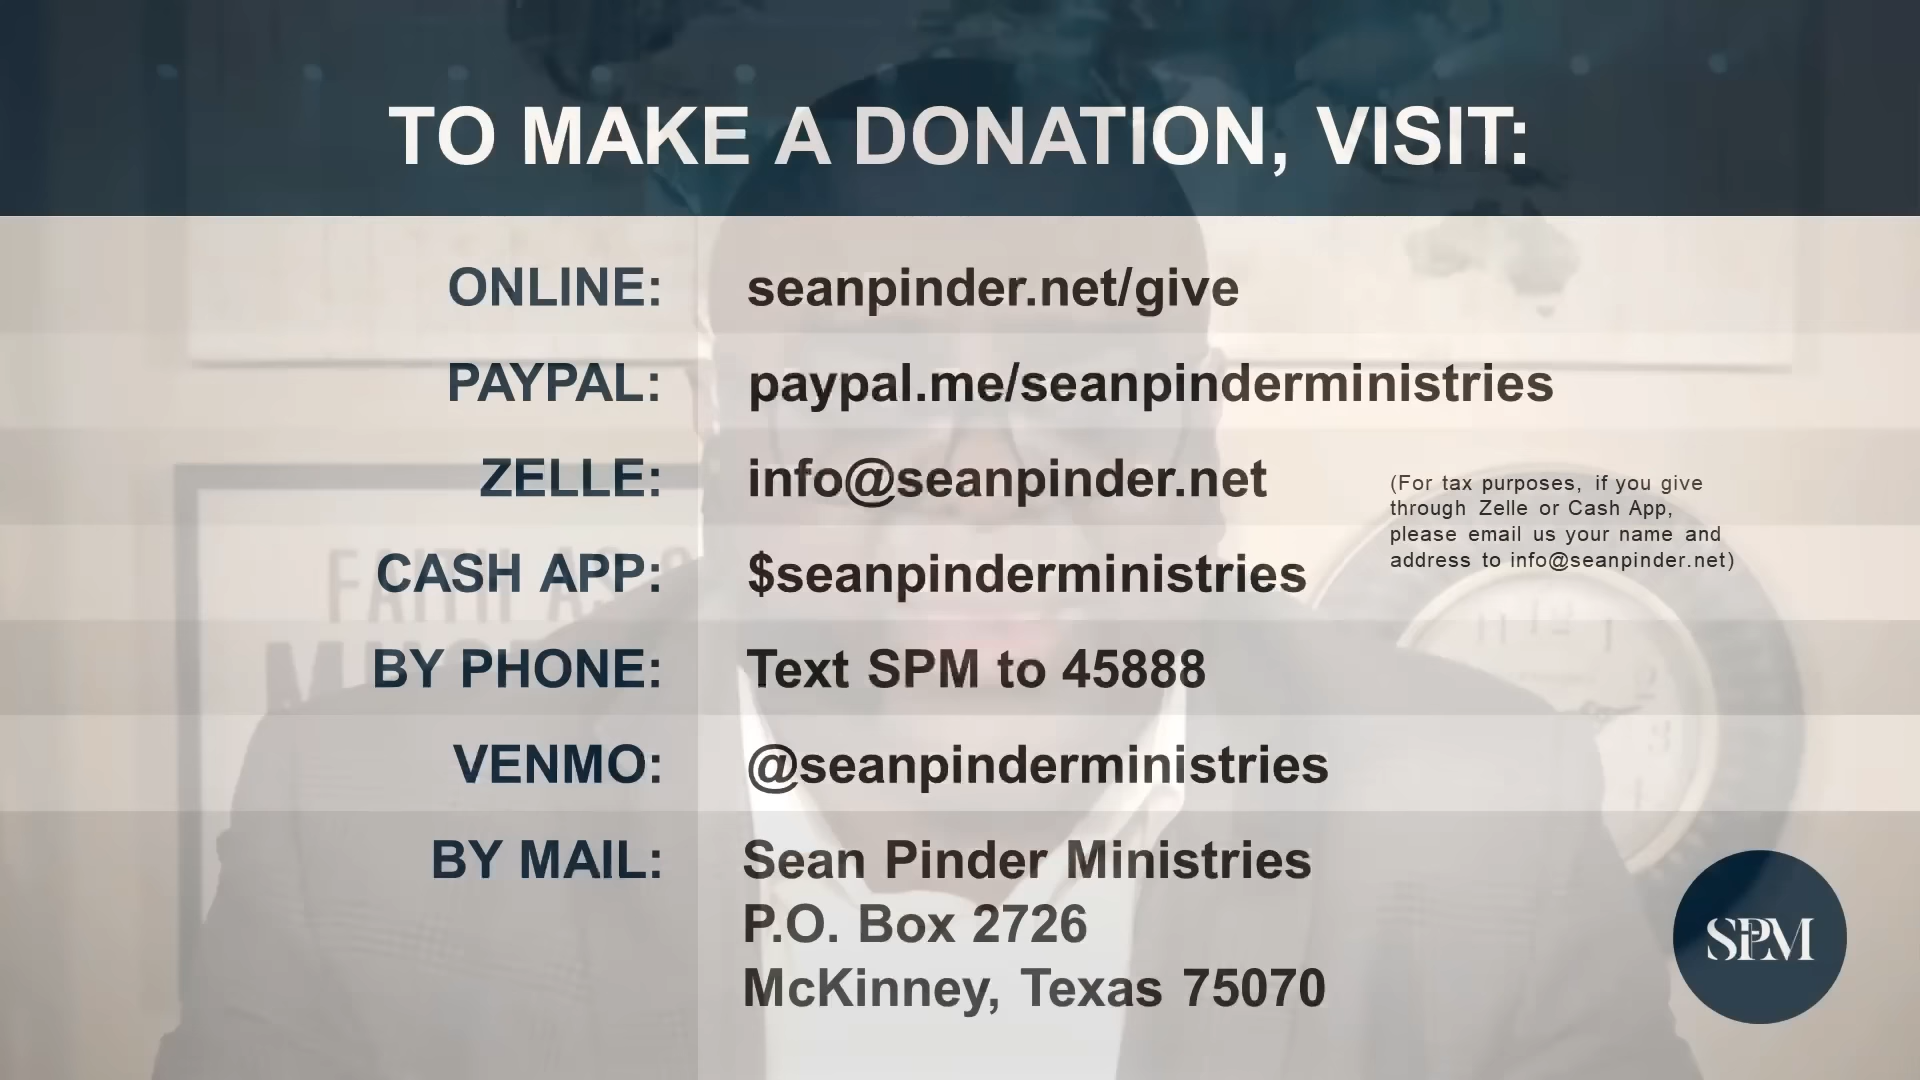 TO MAKE A DONATION, VISIT:
ONLINE: seanpinder.net/give
PAYPAL: paypal.me/seanpinderministries
ZELLE: info@seanpinder.net
(For tax purposes, if you give
through Zelle or Cash App,
please email us your name and
address to info@seanpinder.net)
CASH APP: $seanpinderministries
BY PHONE: Text SPM to 45888
VENMO: @seanpinderministries
BY MAIL: Sean Pinder Ministries
P.O. Box 2726
McKinney, Texas 75070
SPM
FAITH AS